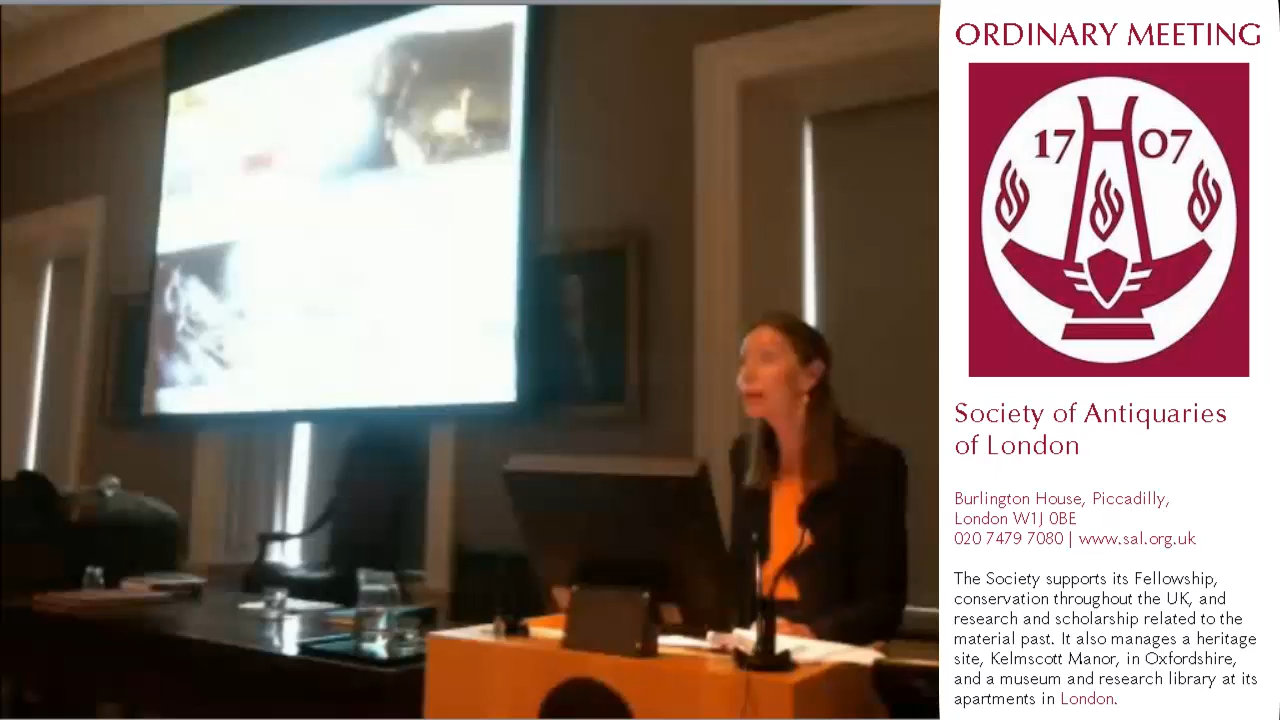 ORDINARY MEETING
17 07
Society of Antiquaries
of London
Burlington House, Piccadilly,
London W1J 0BE
020 7479 7080 | www.sal.org.uk
The Society supports its Fellowship,
conservation throughout the UK, and
research and scholarship related to the
material past. It also manages a heritage
site, Kelmscott Manor, in Oxfordshire,
and a museum and research library at its
apartments in London.